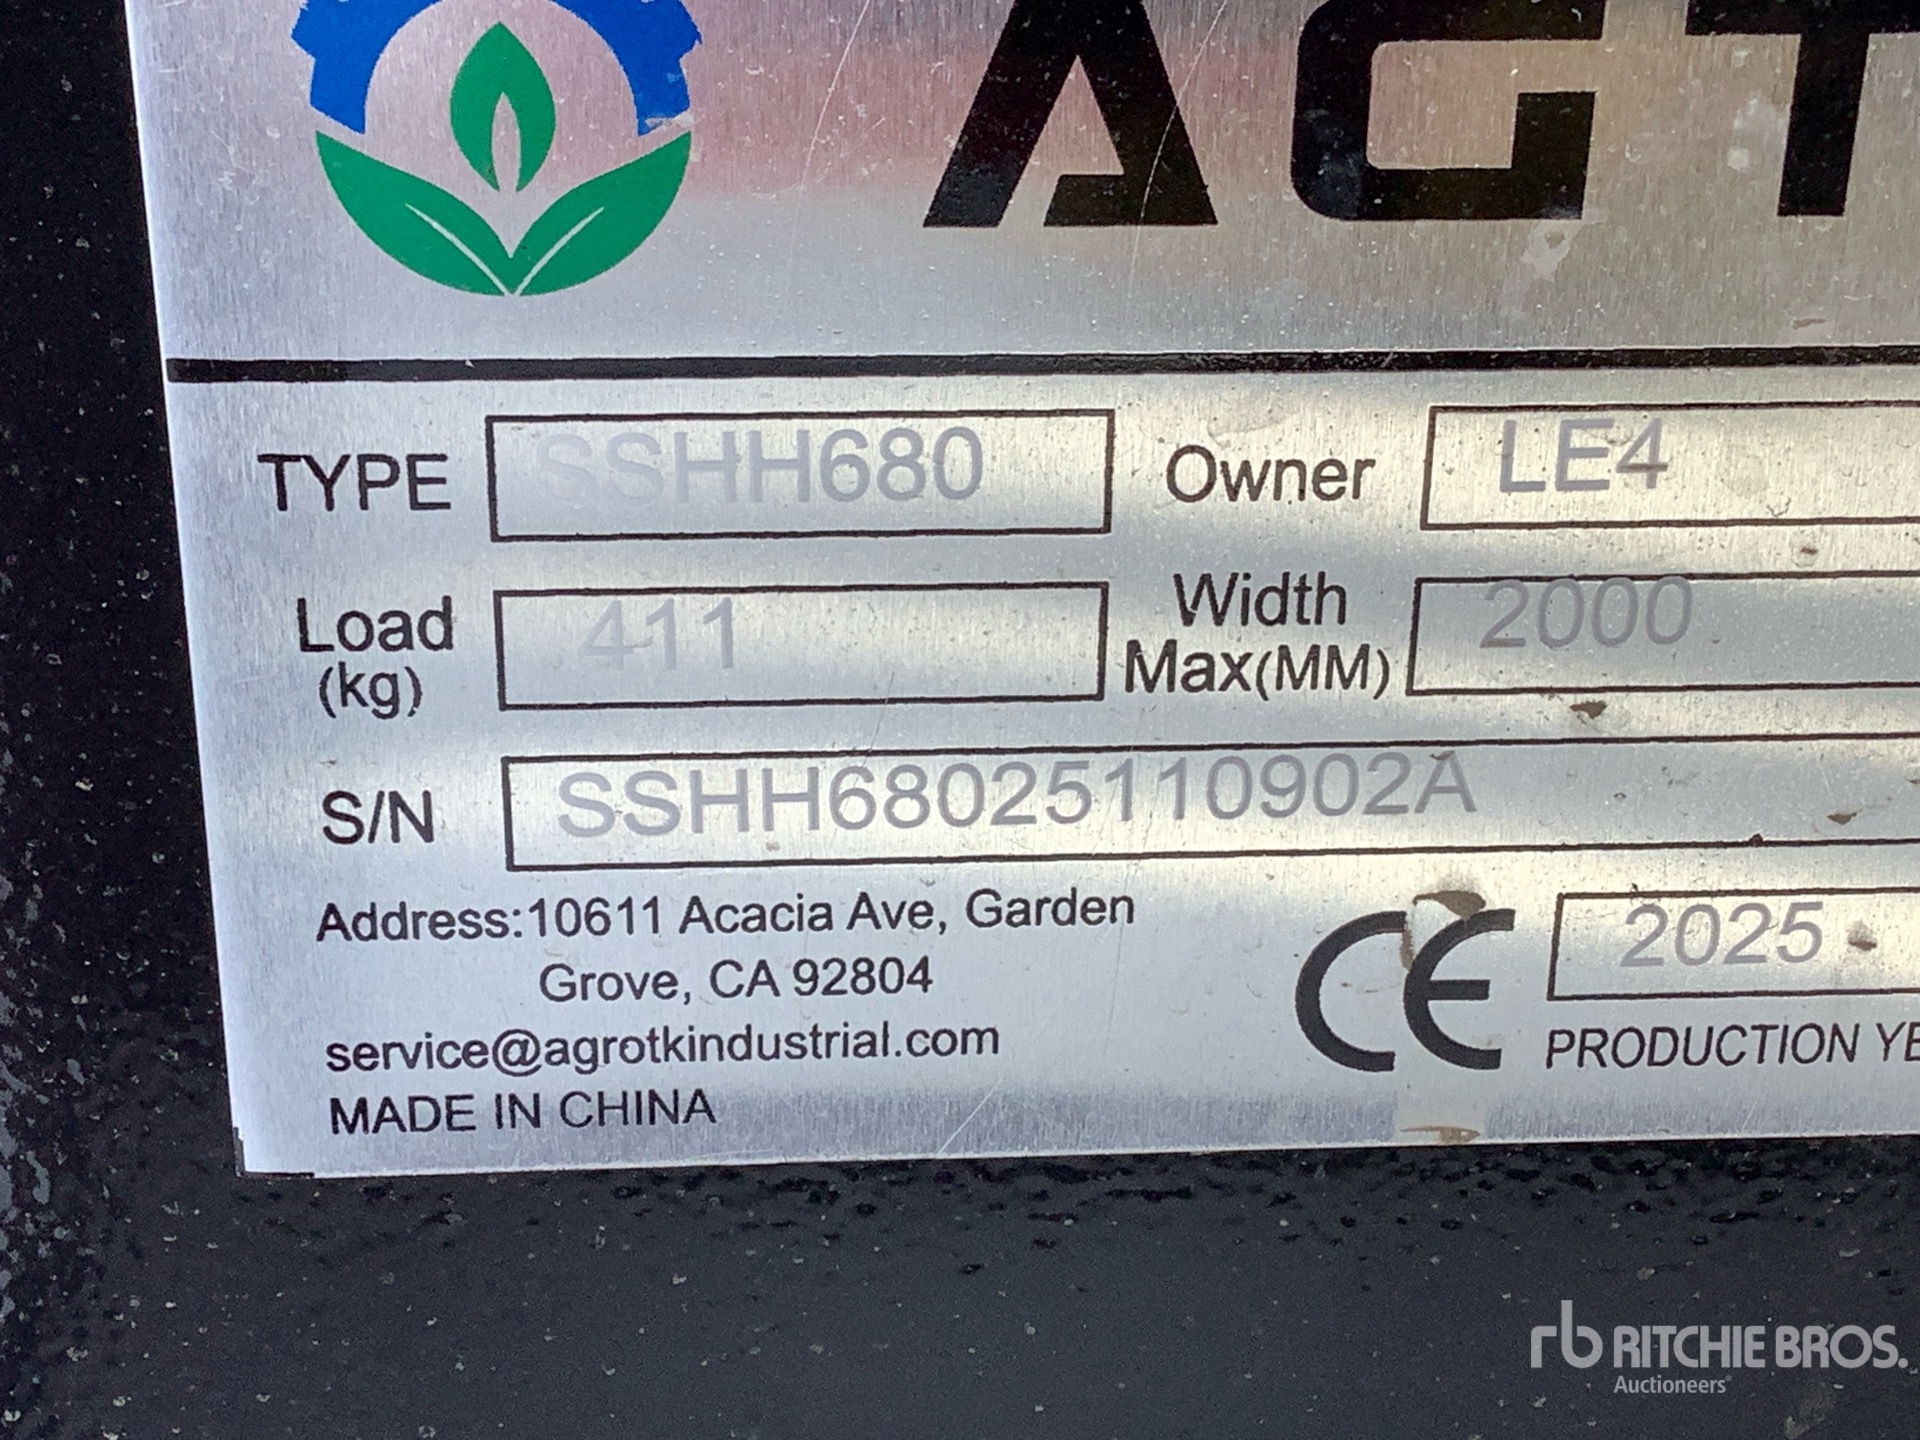 AGT
TYPE SSHH680 Owner LE4
Load (kg) 411 Width Max(MM) 2000
S/N SSHH68025110902A
Address:10611 Acacia Ave, Garden
Grove, CA 92804
service@agrotkindustrial.com
MADE IN CHINA
CE 2025
PRODUCTION YE
rb RITCHIE BROS.
Auctioneers